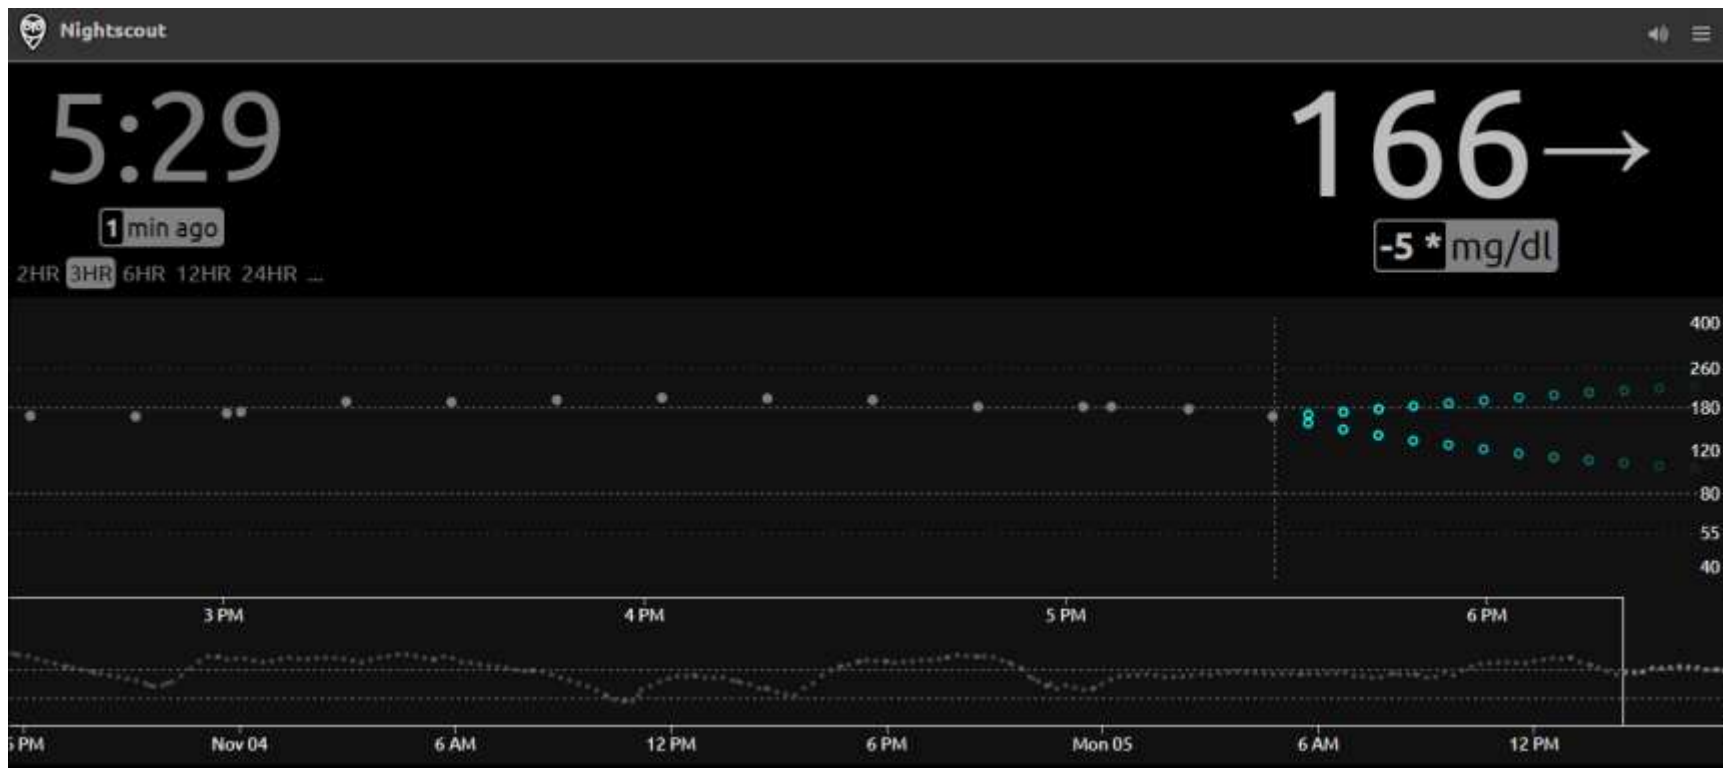 Nightscout
5:29
166→
1 min ago
-5 * mg/dl
2HR 3HR 6HR 12HR 24HR ...
400
260
180
120
80
55
40
3 PM 4 PM 5 PM 6 PM
PM Nov 04 6 AM 12 PM 6 PM Mon 05 6 AM 12 PM